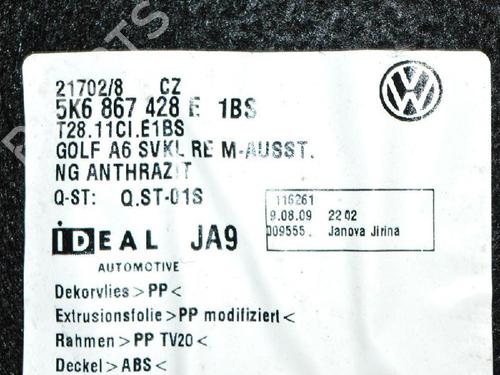 21702/8 CZ
5K6 867 428 E 1BS
T28.11CI.E1BS
GOLF A6 SVKL RE M-AUSST.
NG ANTHRAZIT
Q-ST: Q.ST-01S
116261
9.08.09 22 02
009555. Janova Jirina
iDEAL JA9
AUTOMOTIVE
Dekorvlies>PP<
Extrusionsfolie>PP modifiziert<
Rahmen>PP TV20<
Deckel>ABS<